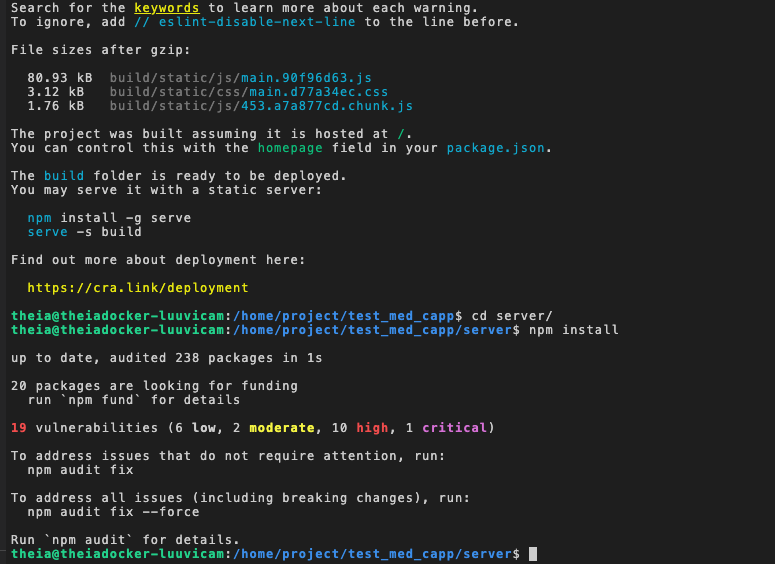 Search for the keywords to learn more about each warning.
To ignore, add // eslint-disable-next-line to the line before.
File sizes after gzip:
80.93 kB build/static/js/main.90f96d63.js
3.12 kB build/static/css/main.d77a34ec.css
1.76 kB build/static/js/453.a7a877cd.chunk.js
The project was built assuming it is hosted at /.
You can control this with the homepage field in your package.json.
The build folder is ready to be deployed.
You may serve it with a static server:
npm install -g serve
serve -s build
Find out more about deployment here:
https://cra.link/deployment
theia@theiadocker-luuvicam:/home/project/test_med_capp$ cd server/
theia@theiadocker-luuvicam:/home/project/test_med_capp/server$ npm install
up to date, audited 238 packages in 1s
20 packages are looking for funding
run `npm fund` for details
19 vulnerabilities (6 low, 2 moderate, 10 high, 1 critical)
To address issues that do not require attention, run:
npm audit fix
To address all issues (including breaking changes), run:
npm audit fix --force
Run `npm audit` for details.
theia@theiadocker-luuvicam:/home/project/test_med_capp/server$